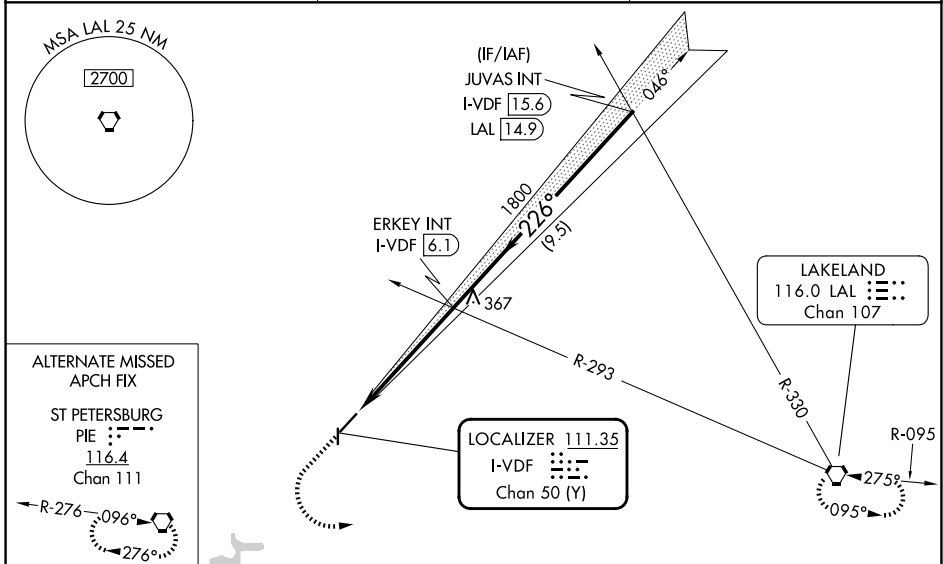 MSA LAL 25 NM
2700
(IF/IAF)
JUVAS INT
I-VDF 15.6
LAL 14.9
046°
1800
226°
(9.5)
ERKEY INT
I-VDF 6.1
367
LAKELAND
116.0 LAL
Chan 107
R-293
R-330
R-095
275°
095°
LOCALIZER 111.35
I-VDF
Chan 50 (Y)
ALTERNATE MISSED
APCH FIX
ST PETERSBURG
PIE
116.4
Chan 111
R-276
096°
276°